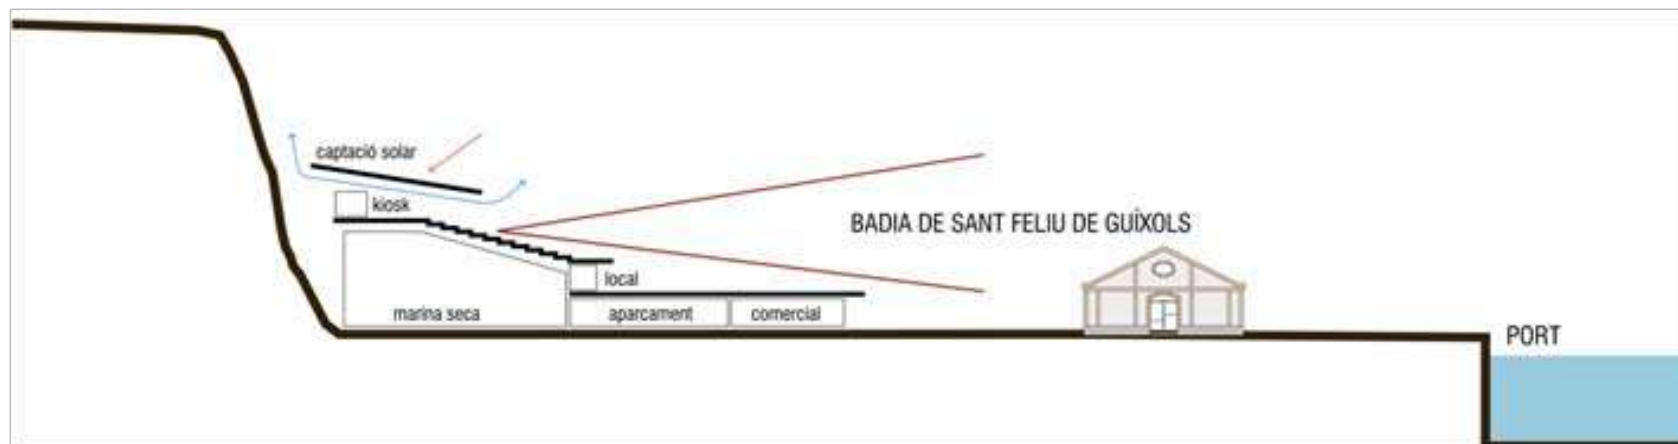 captació solar
kiosk
BADIA DE SANT FELIU DE GUÍXOLS
local
marina seca
aparcament
comercial
PORT